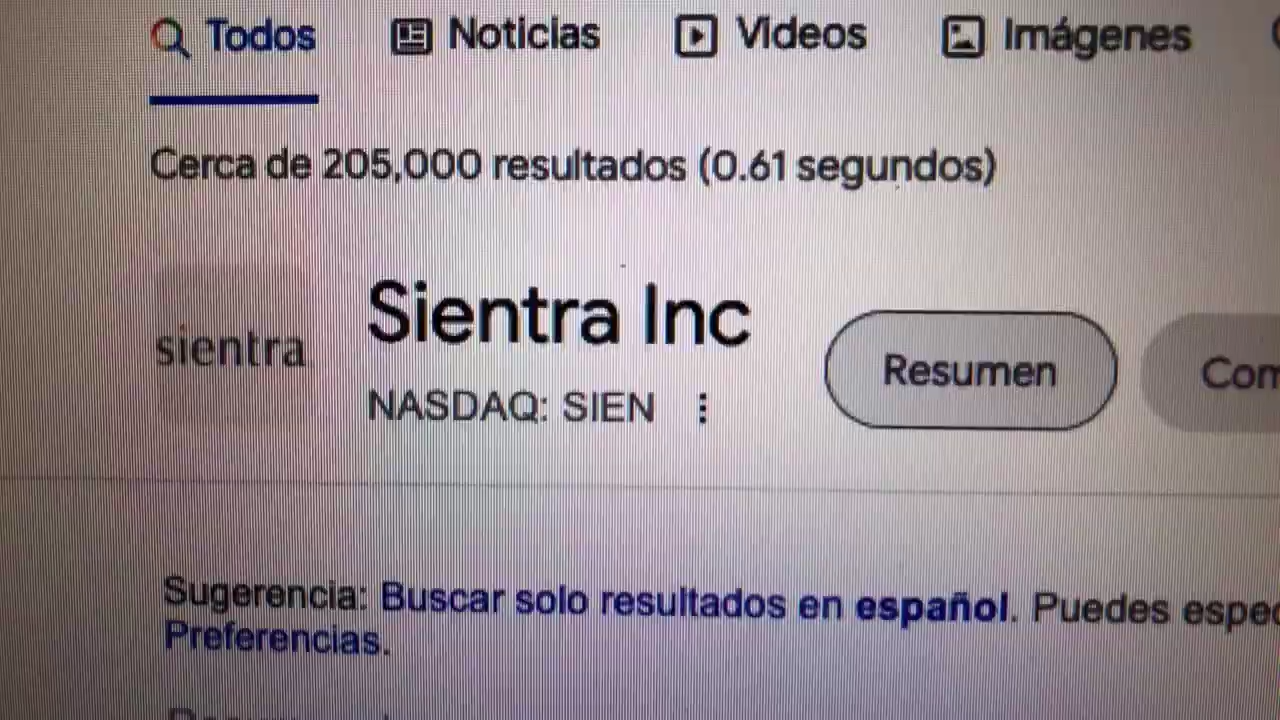 Todos Noticias Videos Imágenes
Cerca de 205,000 resultados (0.61 segundos)
sientra
Sientra Inc
NASDAQ: SIEN
Resumen
Sugerencia: Buscar solo resultados en español. Puedes
Preferencias.